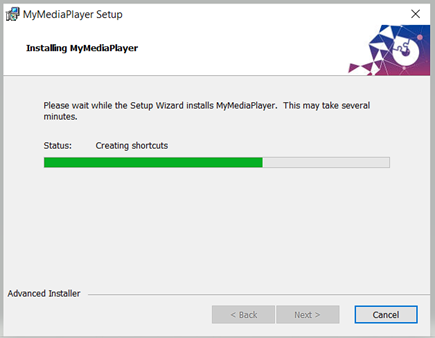 MyMediaPlayer Setup
Installing MyMediaPlayer
Please wait while the Setup Wizard installs MyMediaPlayer. This may take several
minutes.
Status: Creating shortcuts
Advanced Installer
< Back Next > Cancel